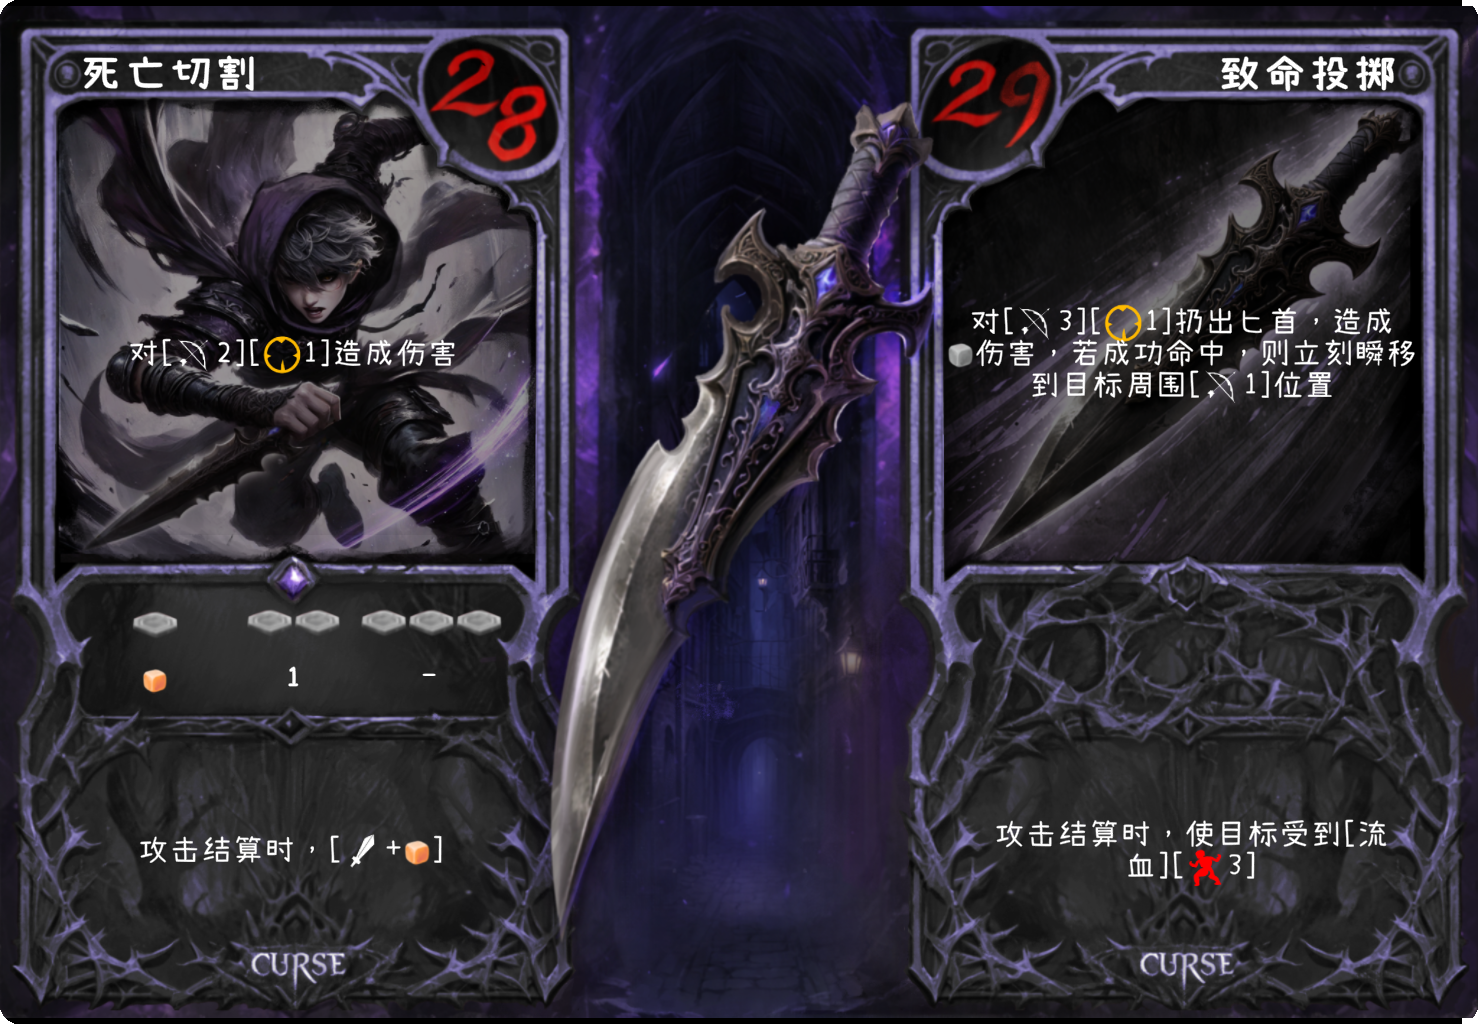 死亡切割
28
对[2][1]造成伤害
1
-
攻击结算时，[+]
CURSE
29
致命投掷
对[3][1]扔出匕首，造成
伤害，若成功命中，则立刻瞬移
到目标周围[1]位置
攻击结算时，使目标受到[流
血][3]
CURSE